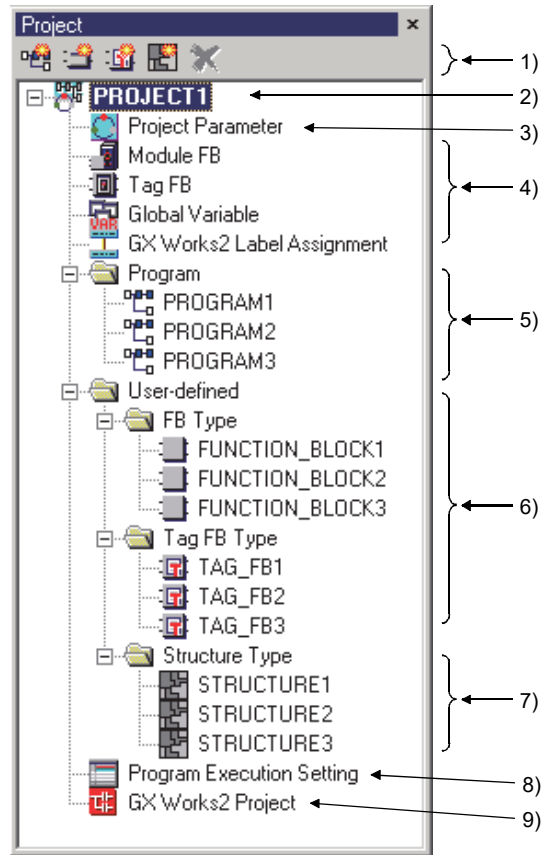 Project
1)
PROJECT1
2)
Project Parameter
3)
Module FB
Tag FB
4)
Global Variable
VAR
GX Works2 Label Assignment
Program
PROGRAM1
5)
PROGRAM2
PROGRAM3
User-defined
FB Type
FUNCTION_BLOCK1
FUNCTION_BLOCK2
FUNCTION_BLOCK3
6)
Tag FB Type
TAG_FB1
TAG_FB2
TAG_FB3
Structure Type
STRUCTURE1
7)
STRUCTURE2
STRUCTURE3
Program Execution Setting
8)
GX Works2 Project
9)